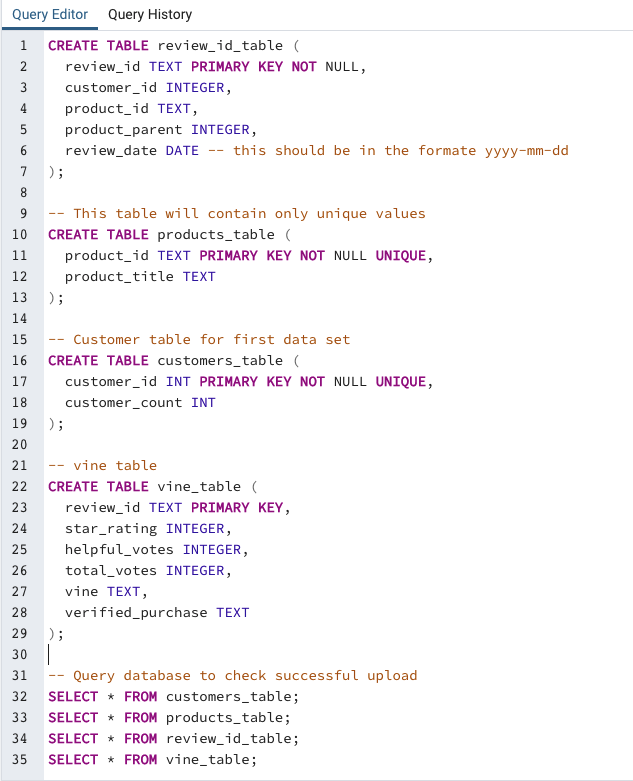 Query Editor Query History
1 CREATE TABLE review_id_table (
2   review_id TEXT PRIMARY KEY NOT NULL,
3   customer_id INTEGER,
4   product_id TEXT,
5   product_parent INTEGER,
6   review_date DATE -- this should be in the formate yyyy-mm-dd
7 );
8
9 -- This table will contain only unique values
10 CREATE TABLE products_table (
11   product_id TEXT PRIMARY KEY NOT NULL UNIQUE,
12   product_title TEXT
13 );
14
15 -- Customer table for first data set
16 CREATE TABLE customers_table (
17   customer_id INT PRIMARY KEY NOT NULL UNIQUE,
18   customer_count INT
19 );
20
21 -- vine table
22 CREATE TABLE vine_table (
23   review_id TEXT PRIMARY KEY,
24   star_rating INTEGER,
25   helpful_votes INTEGER,
26   total_votes INTEGER,
27   vine TEXT,
28   verified_purchase TEXT
29 );
30
31 -- Query database to check successful upload
32 SELECT * FROM customers_table;
33 SELECT * FROM products_table;
34 SELECT * FROM review_id_table;
35 SELECT * FROM vine_table;